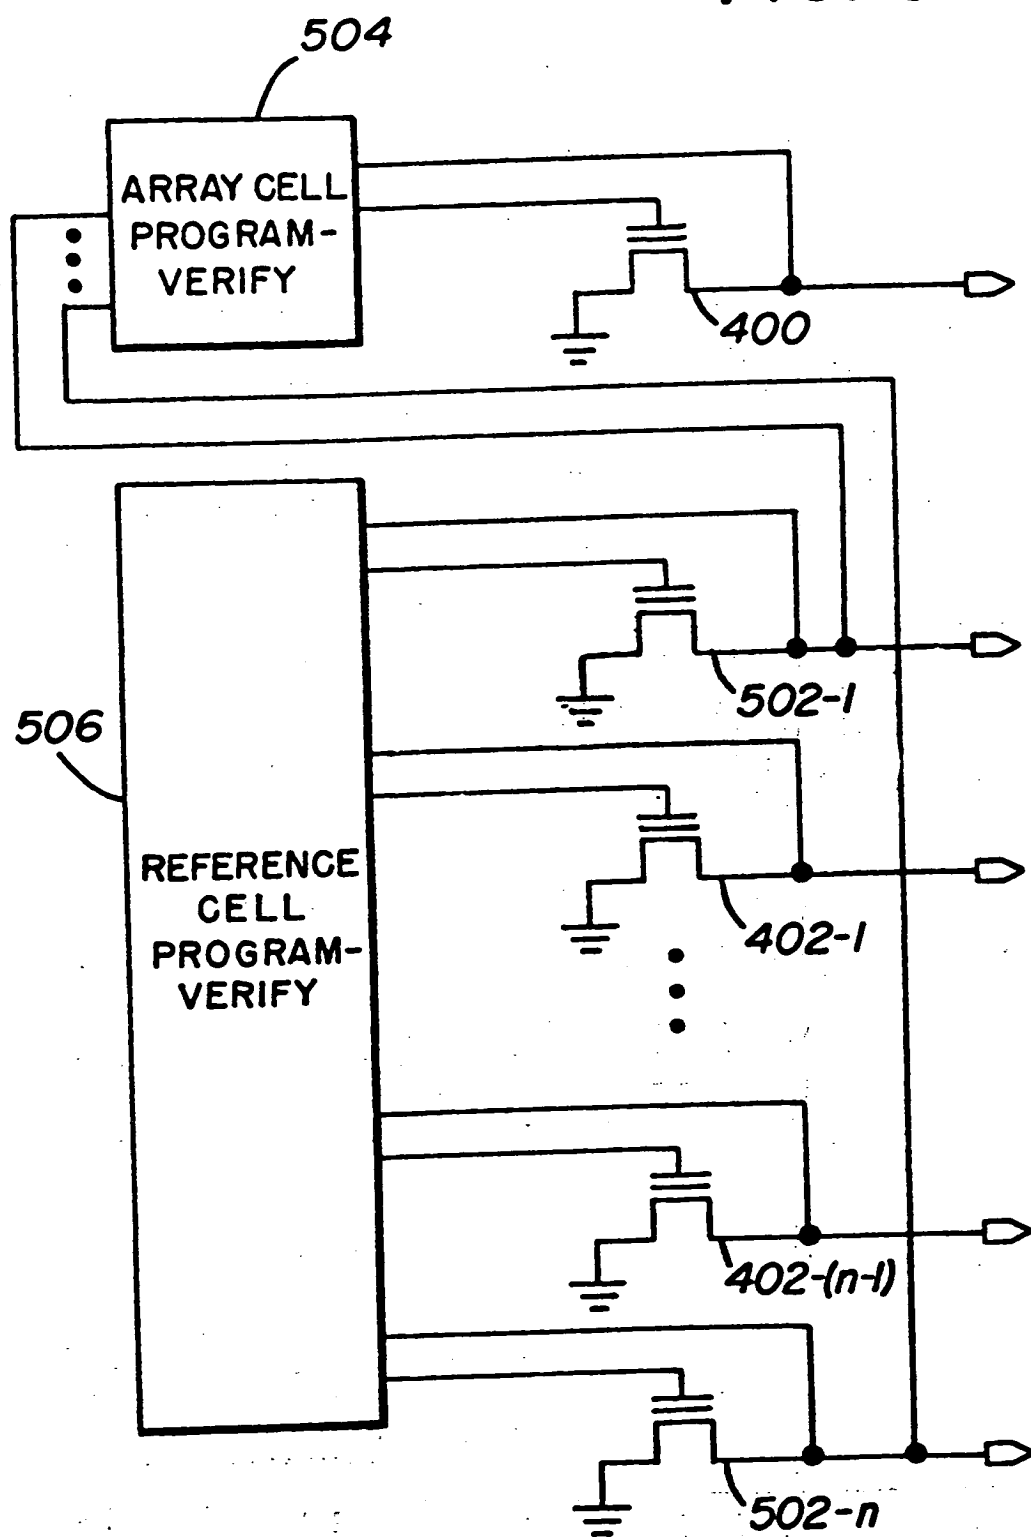 504
ARRAY CELL
PROGRAM-
VERIFY
400
502-1
506
REFERENCE
CELL
PROGRAM-
VERIFY
402-1
402-(n-1)
502-n